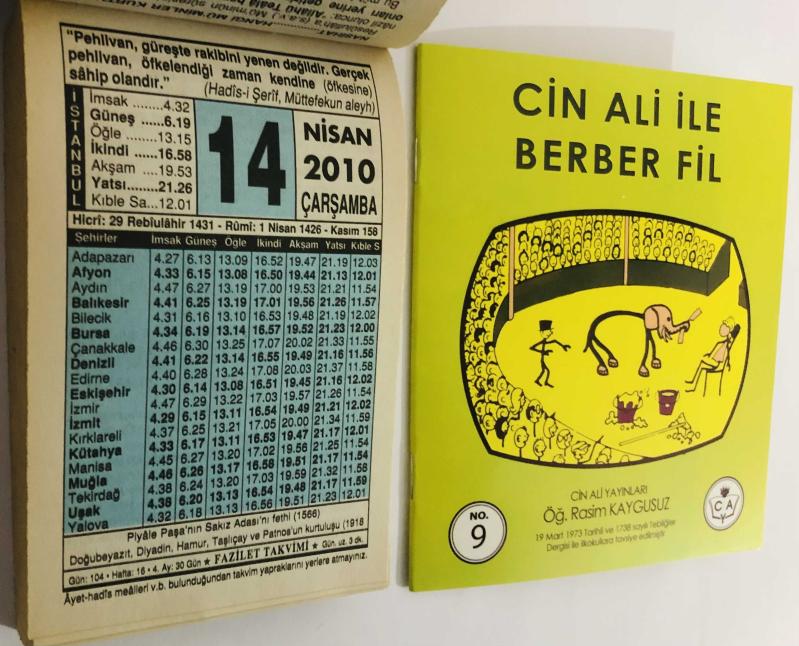 "Pehlivan, güreşte rakibini yenen değildir. Gerçek
pehlivan, öfkelendiği zaman kendine (öfkesine)
sâhip olandır."
(Hadîs-i Şerîf, Müttefekun aleyh)
İSTANBUL
İmsak ........4.32
Güneş ......6.19
Öğle .......13.15
İkindi ......16.58
Akşam ....19.53
Yatsı........21.26
Kıble Sa...12.01
14
NİSAN
2010
ÇARŞAMBA
Hicrî: 29 Rebîulâhir 1431 - Rûmî: 1 Nisan 1426 - Kasım 158
Şehirler İmsak Güneş Öğle İkindi Akşam Yatsı Kıble S
Adapazarı 4.27 6.13 13.09 16.52 19.47 21.19 12.03
Afyon 4.33 6.15 13.08 16.50 19.44 21.13 12.01
Aydın 4.47 6.27 13.19 17.00 19.53 21.21 11.54
Balıkesir 4.41 6.25 13.19 17.01 19.56 21.26 11.57
Bilecik 4.31 6.16 13.10 16.53 19.48 21.19 12.02
Bursa 4.34 6.19 13.14 16.57 19.52 21.23 12.00
Çanakkale 4.46 6.30 13.25 17.07 20.02 21.33 11.55
Denizli 4.41 6.22 13.14 16.55 19.49 21.16 11.56
Edirne 4.40 6.28 13.24 17.08 20.03 21.37 11.58
Eskişehir 4.30 6.14 13.08 16.51 19.45 21.16 12.02
İzmir 4.47 6.29 13.22 17.03 19.57 21.26 11.54
İzmit 4.29 6.15 13.11 16.54 19.49 21.21 12.02
Kırklareli 4.37 6.25 13.21 17.05 20.00 21.34 11.59
Kütahya 4.33 6.17 13.11 16.53 19.47 21.17 12.01
Manisa 4.45 6.27 13.20 17.02 19.56 21.25 11.54
Muğla 4.46 6.26 13.17 16.58 19.51 21.17 11.54
Tekirdağ 4.38 6.24 13.20 17.03 19.59 21.32 11.58
Uşak 4.38 6.20 13.13 16.54 19.48 21.17 11.59
Yalova 4.32 6.18 13.13 16.56 19.51 21.23 12.01
Piyâle Paşa'nın Sakız Adası'nı fethi (1566)
Doğubeyazıt, Diyadin, Hamur, Taşlıçay ve Patnos'un kurtuluşu (1918
Gün: 104 • Hafta: 16 • 4. Ay: 30 Gün ★ FAZİLET TAKVİMİ ★ Gün. uz. 3 dk.
Âyet-hadîs meâlleri v.b. bulunduğundan takvim yapraklarını yerlere atmayınız.
CİN ALİ İLE
BERBER FİL
CİN ALİ YAYINLARI
Öğ. Rasim KAYGUSUZ
19 Mart 1973 Tarihli ve 1738 sayılı Tebliğler
Dergisi ile ilkokullara tavsiye edilmiştir
NO.
9
C A